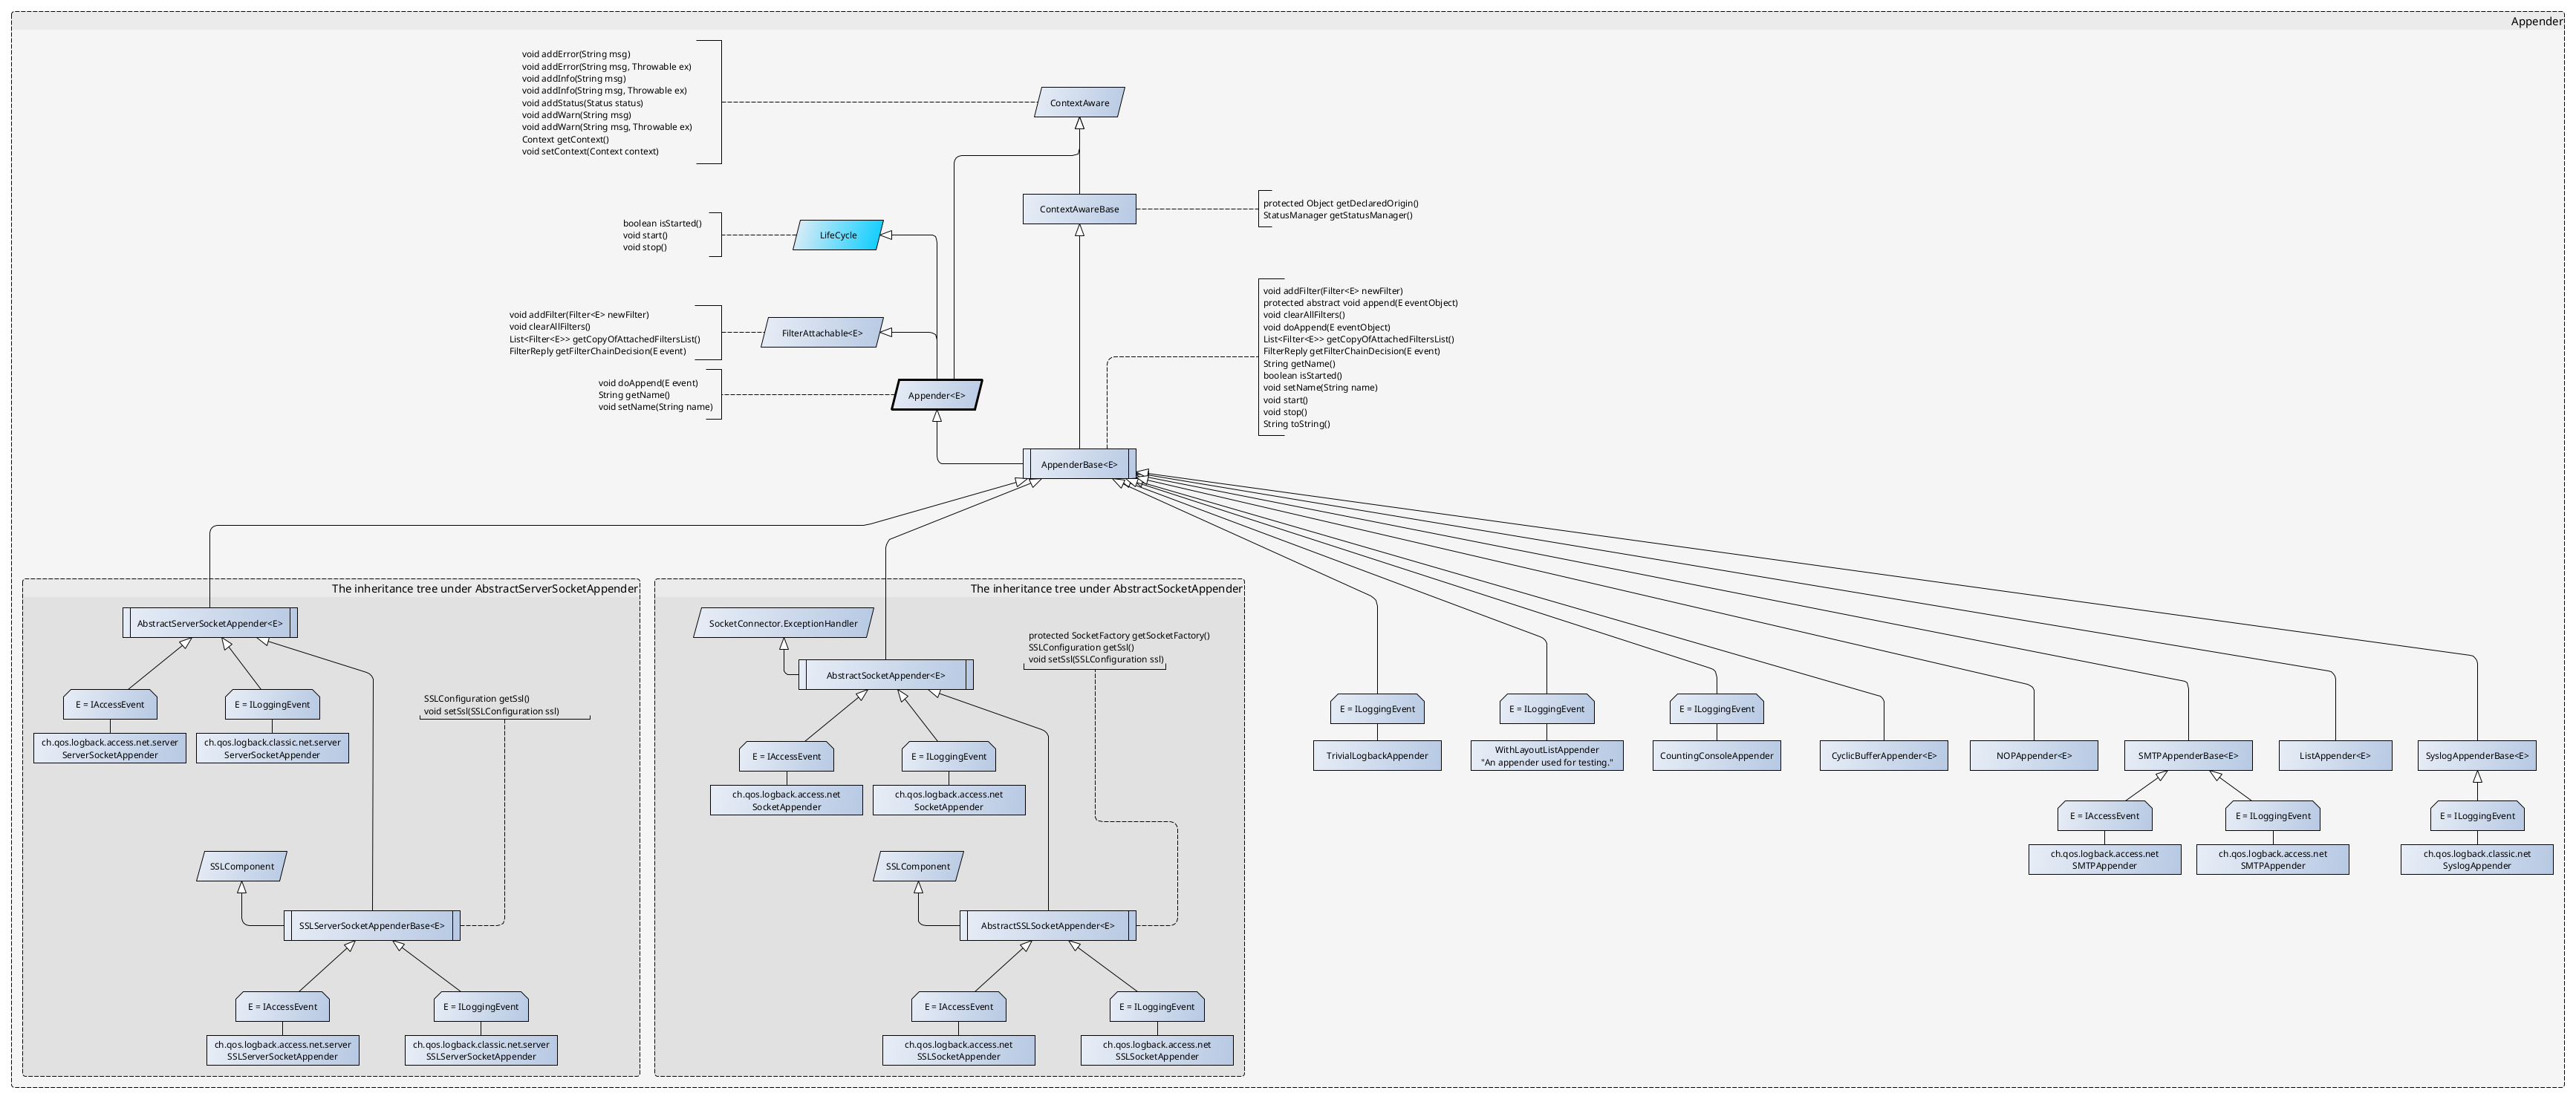 Appender
void addError(String msg)
void addError(String msg, Throwable ex)
void addInfo(String msg)
void addInfo(String msg, Throwable ex)
void addStatus(Status status)
void addWarn(String msg)
void addWarn(String msg, Throwable ex)
Context getContext()
void setContext(Context context)
ContextAware
ContextAwareBase
protected Object getDeclaredOrigin()
StatusManager getStatusManager()
boolean isStarted()
void start()
void stop()
LifeCycle
void addFilter(Filter<E> newFilter)
void clearAllFilters()
List<Filter<E>> getCopyOfAttachedFiltersList()
FilterReply getFilterChainDecision(E event)
FilterAttachable<E>
void addFilter(Filter<E> newFilter)
protected abstract void append(E eventObject)
void clearAllFilters()
void doAppend(E eventObject)
List<Filter<E>> getCopyOfAttachedFiltersList()
FilterReply getFilterChainDecision(E event)
String getName()
boolean isStarted()
void setName(String name)
void start()
void stop()
String toString()
void doAppend(E event)
String getName()
void setName(String name)
Appender<E>
AppenderBase<E>
The inheritance tree under AbstractServerSocketAppender
AbstractServerSocketAppender<E>
E = IAccessEvent
ch.qos.logback.access.net.server
ServerSocketAppender
E = ILoggingEvent
ch.qos.logback.classic.net.server
ServerSocketAppender
SSLConfiguration getSsl()
void setSsl(SSLConfiguration ssl)
SSLComponent
SSLServerSocketAppenderBase<E>
E = IAccessEvent
ch.qos.logback.access.net.server
SSLServerSocketAppender
E = ILoggingEvent
ch.qos.logback.classic.net.server
SSLServerSocketAppender
The inheritance tree under AbstractSocketAppender
SocketConnector.ExceptionHandler
protected SocketFactory getSocketFactory()
SSLConfiguration getSsl()
void setSsl(SSLConfiguration ssl)
AbstractSocketAppender<E>
E = IAccessEvent
ch.qos.logback.access.net
SocketAppender
E = ILoggingEvent
ch.qos.logback.access.net
SocketAppender
SSLComponent
AbstractSSLSocketAppender<E>
E = IAccessEvent
ch.qos.logback.access.net
SSLSocketAppender
E = ILoggingEvent
ch.qos.logback.access.net
SSLSocketAppender
E = ILoggingEvent
TrivialLogbackAppender
E = ILoggingEvent
WithLayoutListAppender
"An appender used for testing."
E = ILoggingEvent
CountingConsoleAppender
CyclicBufferAppender<E>
NOPAppender<E>
SMTPAppenderBase<E>
E = IAccessEvent
ch.qos.logback.access.net
SMTPAppender
E = ILoggingEvent
ch.qos.logback.access.net
SMTPAppender
ListAppender<E>
SyslogAppenderBase<E>
E = ILoggingEvent
ch.qos.logback.classic.net
SyslogAppender